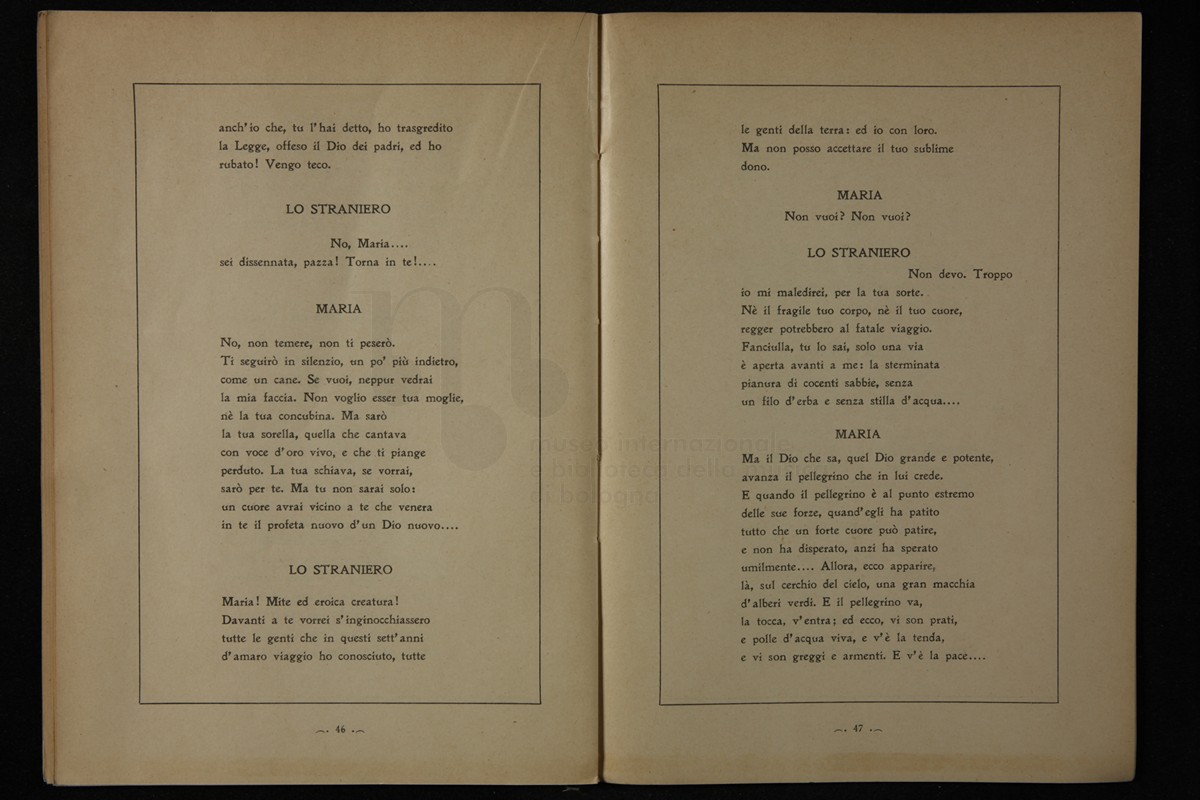 anch'io che, tu l'hai detto, ho trasgredito
la Legge, offeso il Dio dei padri, ed ho
rubato! Vengo teco.
LO STRANIERO
No, Maria....
sei dissennata, pazza! Torna in te!....
MARIA
No, non temere, non ti peserò.
Ti seguirò in silenzio, un po' più indietro,
come un cane. Se vuoi, neppur vedrai
la mia faccia. Non voglio esser tua moglie,
nè la tua concubina. Ma sarò
la tua sorella, quella che cantava
con voce d'oro vivo, e che ti piange
perduto. La tua schiava, se vorrai,
sarò per te. Ma tu non sarai solo:
un cuore avrai vicino a te che venera
in te il profeta nuovo d'un Dio nuovo....
LO STRANIERO
Maria! Mite ed eroica creatura!
Davanti a te vorrei s'inginocchiassero
tutte le genti che in questi sett'anni
d'amaro viaggio ho conosciuto, tutte
46
le genti della terra: ed io con loro.
Ma non posso accettare il tuo sublime
dono.
MARIA
Non vuoi? Non vuoi?
LO STRANIERO
Non devo. Troppo
io mi maledirei, per la tua sorte.
Nè il fragile tuo corpo, nè il tuo cuore,
regger potrebbero al fatale viaggio.
Fanciulla, tu lo sai, solo una via
è aperta avanti a me: la sterminata
pianura di cocenti sabbie, senza
un filo d'erba e senza stilla d'acqua....
MARIA
Ma il Dio che sa, quel Dio grande e potente,
avanza il pellegrino che in lui crede.
E quando il pellegrino è al punto estremo
delle sue forze, quand'egli ha patito
tutto che un forte cuore può patire,
e non ha disperato, anzi ha sperato
umilmente.... Allora, ecco apparire,
là, sul cerchio del cielo, una gran macchia
d'alberi verdi. E il pellegrino va,
la tocca, v'entra; ed ecco, vi son prati,
e polle d'acqua viva, e v'è la tenda,
e vi son greggi e armenti. E v'è la pace....
47
museo internazionale
e biblioteca della musica
di bologna